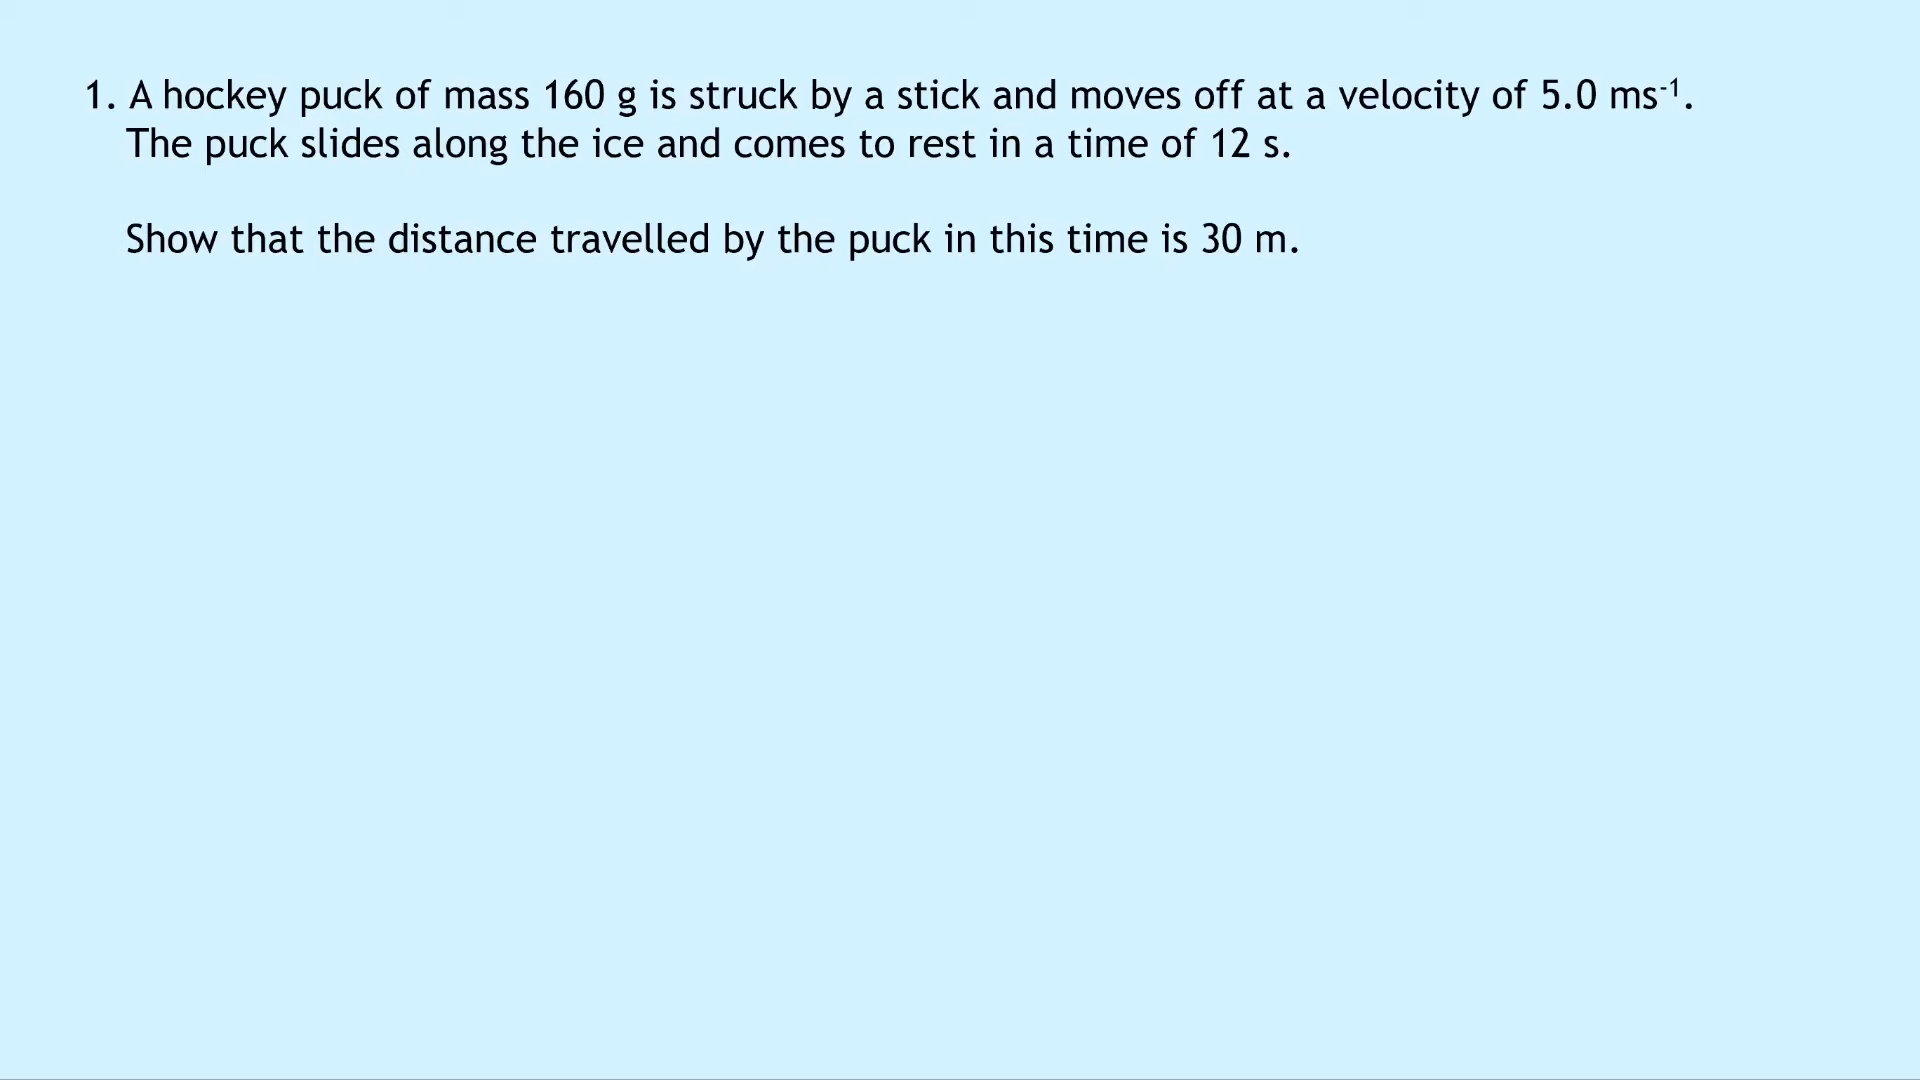 1. A hockey puck of mass 160 g is struck by a stick and moves off at a velocity of 5.0 ms⁻¹.
The puck slides along the ice and comes to rest in a time of 12 s.
Show that the distance travelled by the puck in this time is 30 m.